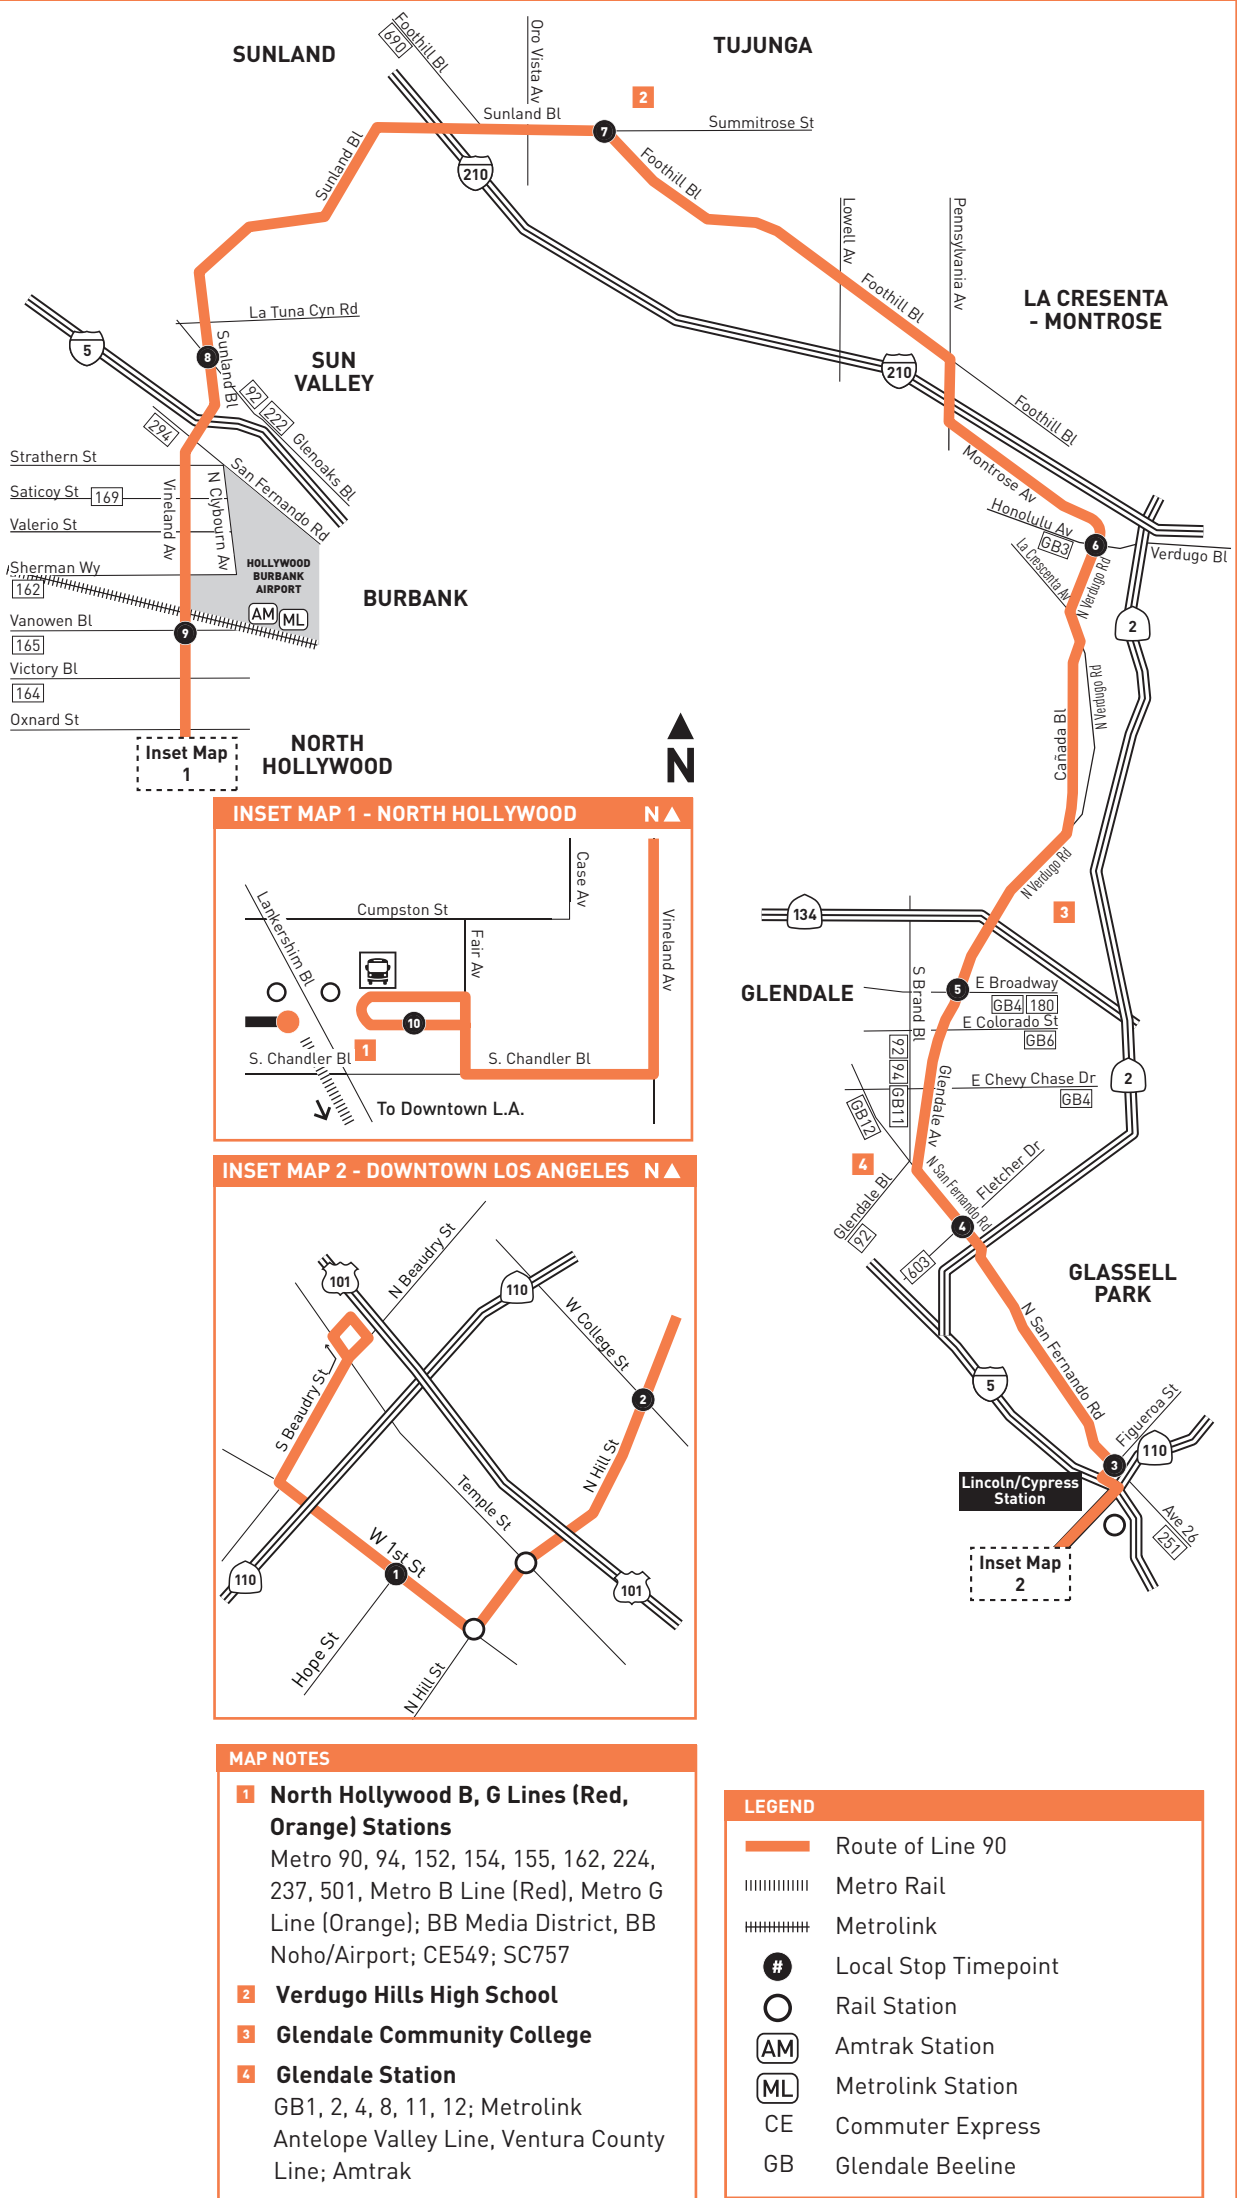 SUNLAND
TUJUNGA
Foothill Bl
690
Oro Vista Av
2
Sunland Bl
7
Summitrose St
Sunland Bl
210
Foothill Bl
Lowell Av
Pennsylvania Av
Foothill Bl
LA CRESENTA
- MONTROSE
La Tuna Cyn Rd
5
8
Sunland Bl
SUN
VALLEY
210
92
222
Glenoaks Bl
Foothill Bl
294
Strathern St
San Fernando Rd
Saticoy St
169
Vineland Av
N Clybourn Av
Valerio St
Montrose Av
Honolulu Av
GB3
6
Verdugo Bl
La Crescenta Av
N Verdugo Rd
HOLLYWOOD
BURBANK
AIRPORT
AM
ML
Sherman Wy
162
BURBANK
Vanowen Bl
165
9
2
Victory Bl
164
Oxnard St
N Verdugo Rd
Cañada Bl
Inset Map
1
NORTH
HOLLYWOOD
N
INSET MAP 1 - NORTH HOLLYWOOD
N
Case Av
Lankershim Bl
Cumpston St
Fair Av
Vineland Av
10
1
S. Chandler Bl
S. Chandler Bl
To Downtown L.A.
N Verdugo Rd
134
3
GLENDALE
S Brand Bl
5
E Broadway
GB4
180
E Colorado St
GB6
92
94
GB11
Glendale Av
E Chevy Chase Dr
GB4
2
GB12
4
N San Fernando Rd
Fletcher Dr
Glendale Bl
92
4
603
GLASSELL
PARK
N San Fernando Rd
5
Figueroa St
110
3
Lincoln/Cypress
Station
Ave 26
251
Inset Map
2
INSET MAP 2 - DOWNTOWN LOS ANGELES
N
N Beaudry St
101
110
W College St
2
S Beaudry St
N Hill St
Temple St
W 1st St
1
110
101
Hope St
N Hill St
MAP NOTES
1 North Hollywood B, G Lines (Red,
Orange) Stations
Metro 90, 94, 152, 154, 155, 162, 224,
237, 501, Metro B Line (Red), Metro G
Line (Orange); BB Media District, BB
Noho/Airport; CE549; SC757
2 Verdugo Hills High School
3 Glendale Community College
4 Glendale Station
GB1, 2, 4, 8, 11, 12; Metrolink
Antelope Valley Line, Ventura County
Line; Amtrak
LEGEND
Route of Line 90
Metro Rail
Metrolink
# Local Stop Timepoint
Rail Station
AM Amtrak Station
ML Metrolink Station
CE Commuter Express
GB Glendale Beeline